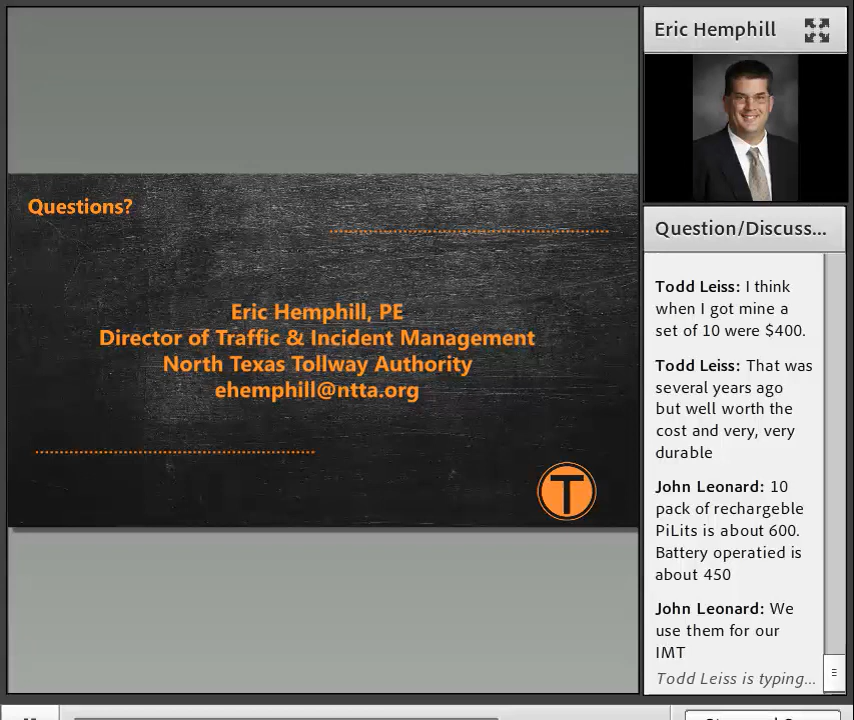 Eric Hemphill
Questions?
Eric Hemphill, PE
Director of Traffic & Incident Management
North Texas Tollway Authority
ehemphill@ntta.org
T
Question/Discuss...
Todd Leiss: I think
when I got mine a
set of 10 were $400.
Todd Leiss: That was
several years ago
but well worth the
cost and very, very
durable
John Leonard: 10
pack of rechargeble
PiLits is about 600.
Battery operatied is
about 450
John Leonard: We
use them for our
IMT
Todd Leiss is typing...